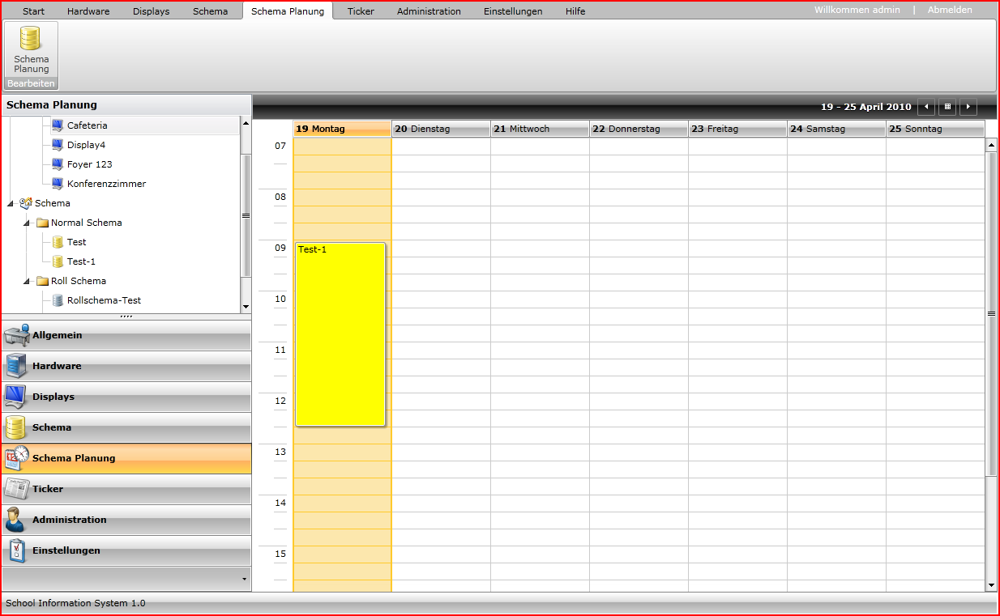 Start Hardware Displays Schema Schema Planung Ticker Administration Einstellungen Hilfe Willkommen admin | Abmelden
Schema
Planung
Bearbeiten
Schema Planung
Cafeteria
Display4
Foyer 123
Konferenzzimmer
Schema
Normal Schema
Test
Test-1
Roll Schema
Rollschema-Test
Allgemein
Hardware
Displays
Schema
Schema Planung
Ticker
Administration
Einstellungen
19 - 25 April 2010
19 Montag 20 Dienstag 21 Mittwoch 22 Donnerstag 23 Freitag 24 Samstag 25 Sonntag
07
08
09
Test-1
10
11
12
13
14
15
School Information System 1.0